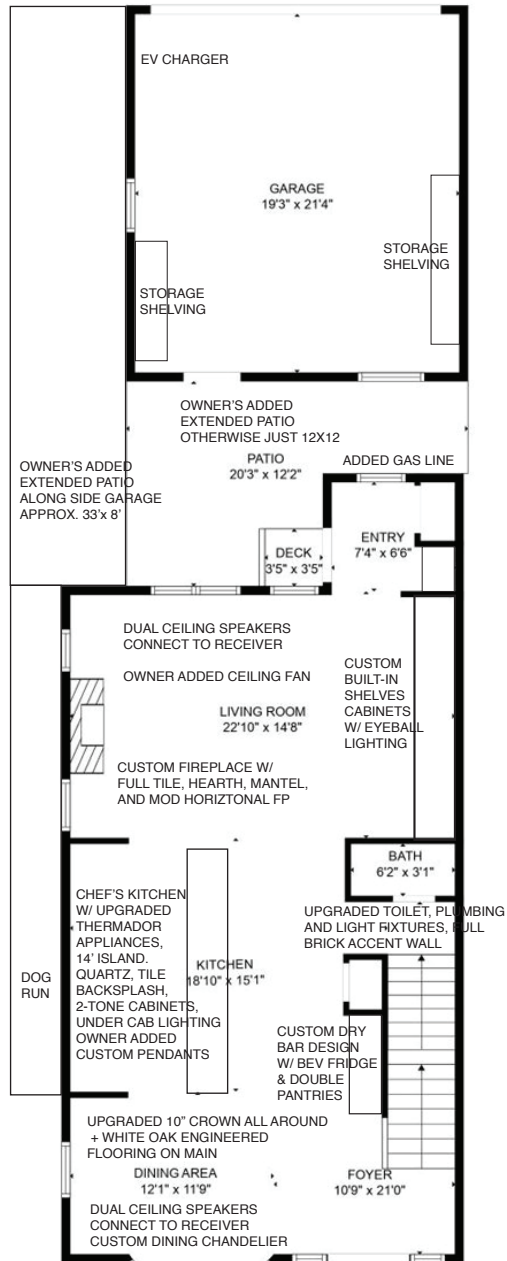 EV CHARGER
GARAGE
19'3" x 21'4"
STORAGE
SHELVING
STORAGE
SHELVING
OWNER'S ADDED
EXTENDED PATIO
OTHERWISE JUST 12X12
PATIO
20'3" x 12'2"
ADDED GAS LINE
OWNER'S ADDED
EXTENDED PATIO
ALONG SIDE GARAGE
APPROX. 33'x 8'
ENTRY
7'4" x 6'6"
DECK
3'5" x 3'5"
DUAL CEILING SPEAKERS
CONNECT TO RECEIVER
OWNER ADDED CEILING FAN
CUSTOM
BUILT-IN
SHELVES
CABINETS
W/ EYEBALL
LIGHTING
LIVING ROOM
22'10" x 14'8"
CUSTOM FIREPLACE W/
FULL TILE, HEARTH, MANTEL,
AND MOD HORIZTONAL FP
BATH
6'2" x 3'1"
UPGRADED TOILET, PLUMBING
AND LIGHT FIXTURES, FULL
BRICK ACCENT WALL
CHEF'S KITCHEN
W/ UPGRADED
THERMADOR
APPLIANCES,
14' ISLAND.
QUARTZ, TILE
BACKSPLASH,
2-TONE CABINETS,
UNDER CAB LIGHTING
OWNER ADDED
CUSTOM PENDANTS
KITCHEN
18'10" x 15'1"
DOG
RUN
CUSTOM DRY
BAR DESIGN
W/ BEV FRIDGE
& DOUBLE
PANTRIES
UPGRADED 10" CROWN ALL AROUND
+ WHITE OAK ENGINEERED
FLOORING ON MAIN
DINING AREA
12'1" x 11'9"
FOYER
10'9" x 21'0"
DUAL CEILING SPEAKERS
CONNECT TO RECEIVER
CUSTOM DINING CHANDELIER